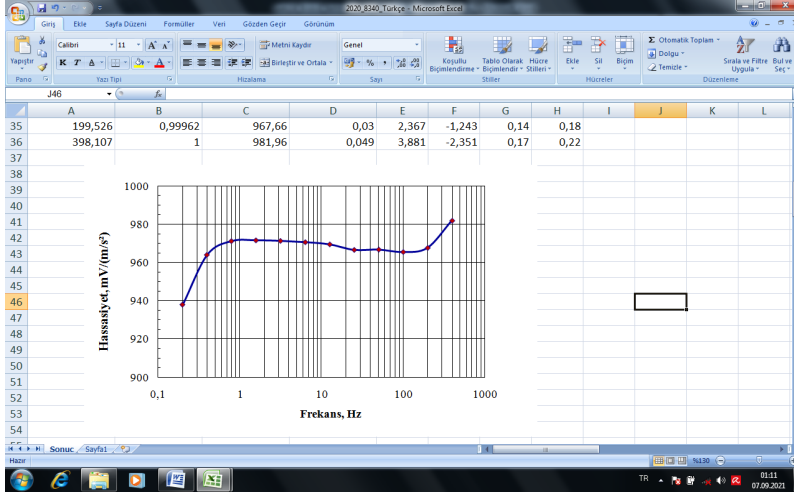 2020_8340_Türkçe - Microsoft Excel
Giriş Ekle Sayfa Düzeni Formüller Veri Gözden Geçir Görünüm
Yapıştır
Calibri 11
K T A
Metni Kaydır
Birleştir ve Ortala
Genel
% 
Koşullu Biçimlendirme
Tablo Olarak Biçimlendir
Hücre Stilleri
Ekle Sil Biçim
Σ Otomatik Toplam
Dolgu
Temizle
Sırala ve Filtre Uygula
Bul ve Seç
Pano Yazı Tipi Hizalama Sayı Stiller Hücreler Düzenleme
J46 fx
A B C D E F G H I J K L
35 199,526 0,99962 967,66 0,03 2,367 -1,243 0,14 0,18
36 398,107 1 981,96 0,049 3,881 -2,351 0,17 0,22
37
38
39
40
41
42
43
44
45
46
47
48
49
50
51
52
53
54
Hassasiyet, mV/(m/s²)
1000
980
960
940
920
900
0,1 1 10 100 1000
Frekans, Hz
Sonuc Sayfa1
Hazır
%130
TR
01:11
07.09.2021